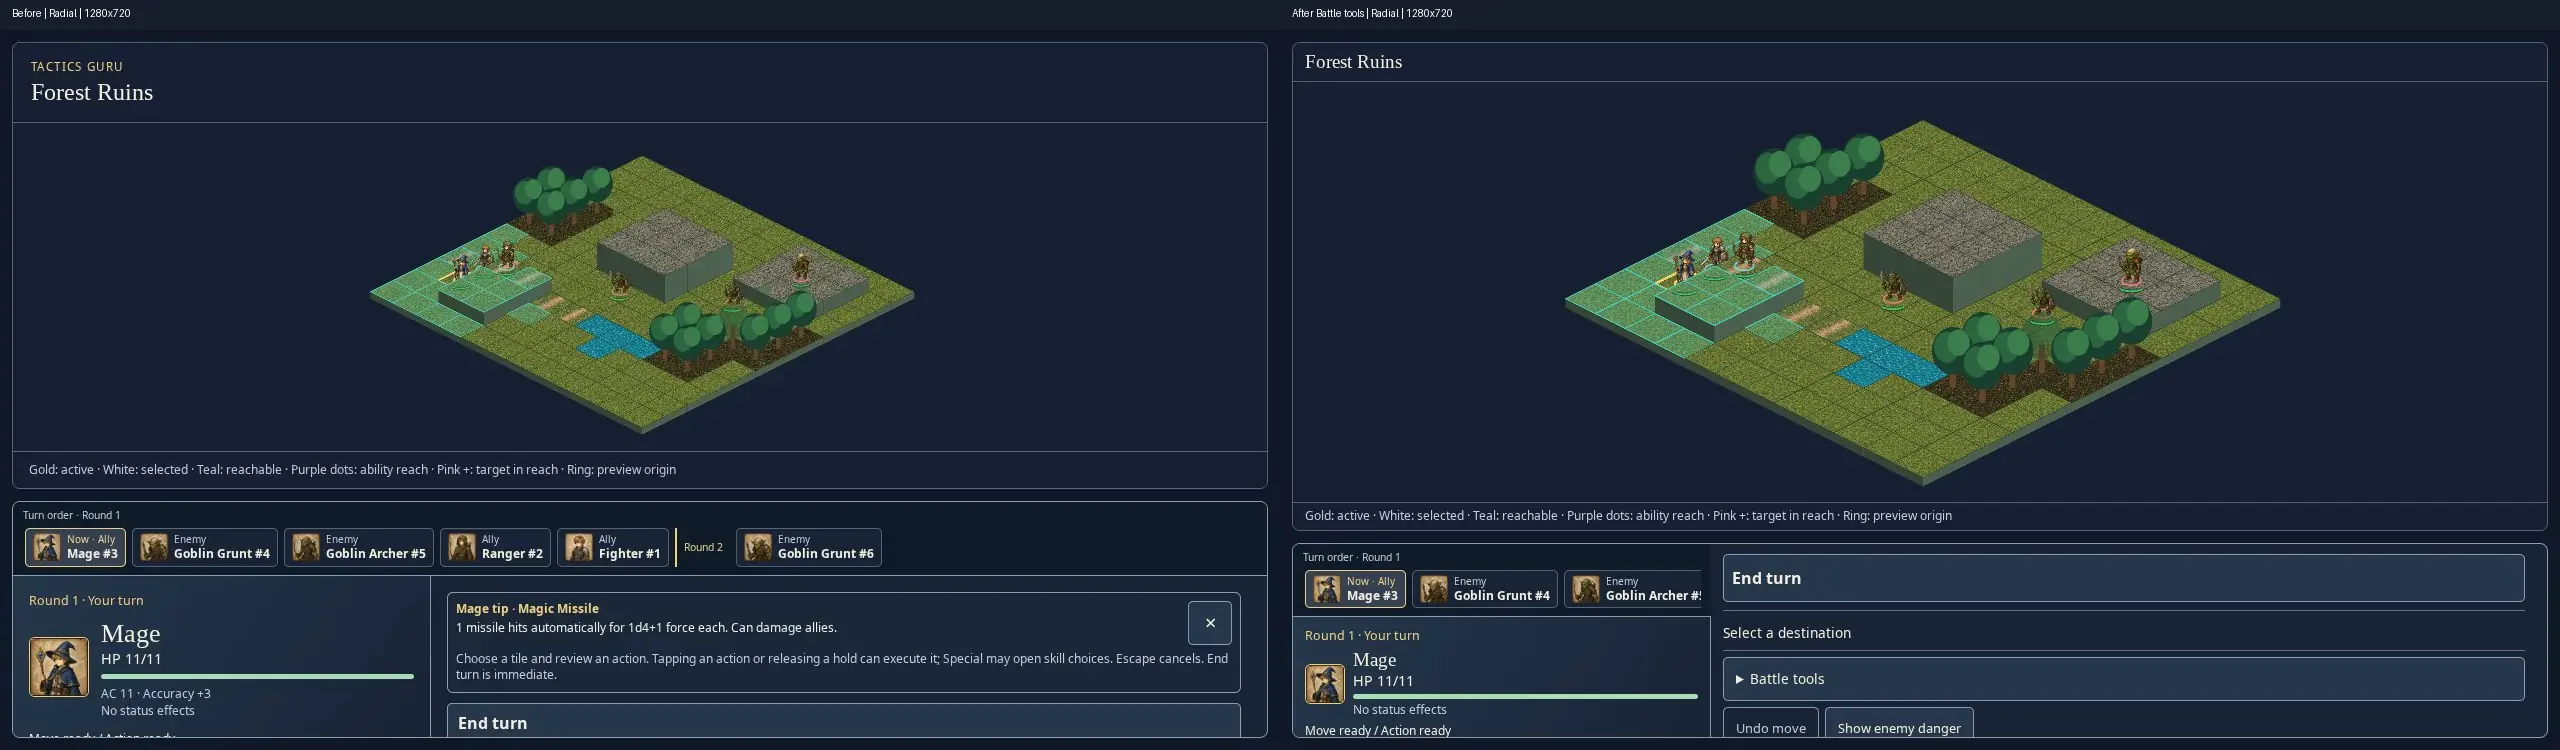 Before | Radial | 1280x720
TACTICS GURU
Forest Ruins
Gold: active · White: selected · Teal: reachable · Purple dots: ability reach · Pink +: target in reach · Ring: preview origin
Turn order · Round 1
Now · Ally
Mage #3
Enemy
Goblin Grunt #4
Enemy
Goblin Archer #5
Ally
Ranger #2
Ally
Fighter #1
Round 2
Enemy
Goblin Grunt #6
Round 1 · Your turn
Mage
HP 11/11
AC 11 · Accuracy +3
No status effects
Move ready / Action ready
Mage tip · Magic Missile
1 missile hits automatically for 1d4+1 force each. Can damage allies.
Choose a tile and review an action. Tapping an action or releasing a hold can execute it; Special may open skill choices. Escape cancels. End
turn is immediate.
×
End turn
After Battle tools | Radial | 1280x720
Forest Ruins
Gold: active · White: selected · Teal: reachable · Purple dots: ability reach · Pink +: target in reach · Ring: preview origin
Turn order · Round 1
Now · Ally
Mage #3
Enemy
Goblin Grunt #4
Enemy
Goblin Archer #5
Round 1 · Your turn
Mage
HP 11/11
No status effects
Move ready / Action ready
End turn
Select a destination
▶ Battle tools
Undo move
Show enemy danger